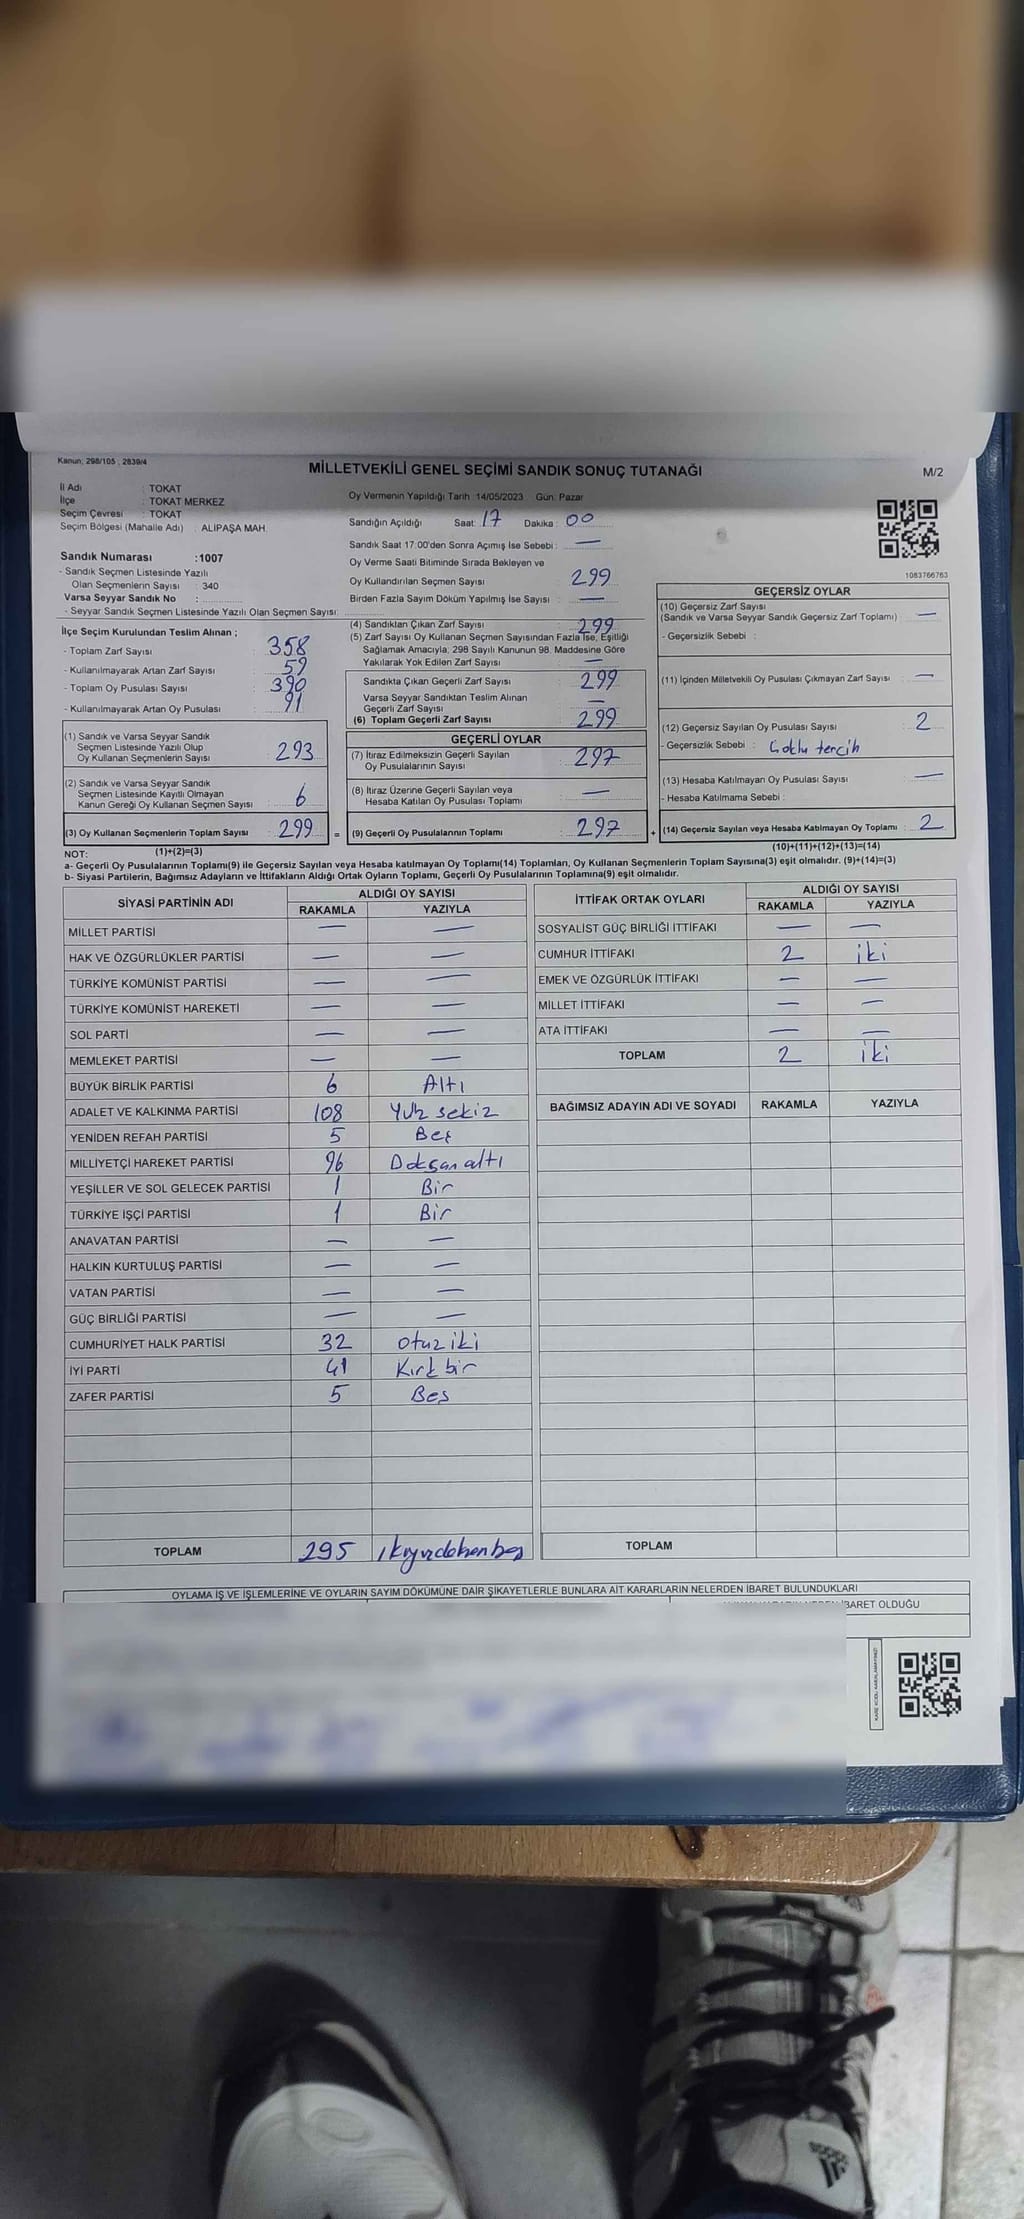 Kanun; 298/105 , 2839/4
MİLLETVEKİLİ GENEL SEÇİMİ SANDIK SONUÇ TUTANAĞI
M/2
İl Adı : TOKAT
İlçe : TOKAT MERKEZ
Seçim Çevresi : TOKAT
Seçim Bölgesi (Mahalle Adı) : ALİPAŞA MAH.
Oy Vermenin Yapıldığı Tarih :14/05/2023 Gün: Pazar
Sandığın Açıldığı Saat: 17 Dakika : 00
Sandık Numarası :1007
Sandık Saat 17:00'den Sonra Açımış İse Sebebi : —
- Sandık Seçmen Listesinde Yazılı
Olan Seçmenlerin Sayısı : 340
Oy Verme Saati Bitiminde Sırada Bekleyen ve
Oy Kullandırılan Seçmen Sayısı 299
Varsa Seyyar Sandık No :
Birden Fazla Sayım Döküm Yapılmış İse Sayısı : —
- Seyyar Sandık Seçmen Listesinde Yazılı Olan Seçmen Sayısı:
1083766763
İlçe Seçim Kurulundan Teslim Alınan ;
- Toplam Zarf Sayısı : 358
- Kullanılmayarak Artan Zarf Sayısı : 59
- Toplam Oy Pusulası Sayısı : 390
- Kullanılmayarak Artan Oy Pusulası : 91
(4) Sandıktan Çıkan Zarf Sayısı : 299
(5) Zarf Sayısı Oy Kullanan Seçmen Sayısından Fazla İse, Eşitliği
Sağlamak Amacıyla, 298 Sayılı Kanunun 98. Maddesine Göre
Yakılarak Yok Edilen Zarf Sayısı : —
Sandıkta Çıkan Geçerli Zarf Sayısı : 299
Varsa Seyyar Sandıktan Teslim Alınan
Geçerli Zarf Sayısı : —
(6) Toplam Geçerli Zarf Sayısı : 299
GEÇERSİZ OYLAR
(10) Geçersiz Zarf Sayısı
(Sandık ve Varsa Seyyar Sandık Geçersiz Zarf Toplamı) : —
- Geçersizlik Sebebi :
(11) İçinden Milletvekili Oy Pusulası Çıkmayan Zarf Sayısı : —
(12) Geçersiz Sayılan Oy Pusulası Sayısı : 2
- Geçersizlik Sebebi : Çoklu tercih
(13) Hesaba Katılmayan Oy Pusulası Sayısı : —
- Hesaba Katılmama Sebebi :
(1) Sandık ve Varsa Seyyar Sandık
Seçmen Listesinde Yazılı Olup
Oy Kullanan Seçmenlerin Sayısı : 293
(2) Sandık ve Varsa Seyyar Sandık
Seçmen Listesinde Kayıtlı Olmayan
Kanun Gereği Oy Kullanan Seçmen Sayısı : 6
GEÇERLİ OYLAR
(7) İtiraz Edilmeksizin Geçerli Sayılan
Oy Pusulalarının Sayısı : 297
(8) İtiraz Üzerine Geçerli Sayılan veya
Hesaba Katılan Oy Pusulası Toplamı : —
(3) Oy Kullanan Seçmenlerin Toplam Sayısı : 299 = (9) Geçerli Oy Pusulalarının Toplamı : 297 + (14) Geçersiz Sayılan veya Hesaba Katılmayan Oy Toplamı : 2
NOT: (1)+(2)=(3)
(10)+(11)+(12)+(13)=(14)
a- Geçerli Oy Pusulalarının Toplamı(9) ile Geçersiz Sayılan veya Hesaba katılmayan Oy Toplamı(14) Toplamları, Oy Kullanan Seçmenlerin Toplam Sayısına(3) eşit olmalıdır. (9)+(14)=(3)
b- Siyasi Partilerin, Bağımsız Adayların ve İttifakların Aldığı Ortak Oyların Toplamı, Geçerli Oy Pusulalarının Toplamına(9) eşit olmalıdır.
SİYASİ PARTİNİN ADI ALDIĞI OY SAYISI
RAKAMLA YAZIYLA
MİLLET PARTİSİ — —
HAK VE ÖZGÜRLÜKLER PARTİSİ — —
TÜRKİYE KOMÜNİST PARTİSİ — —
TÜRKİYE KOMÜNİST HAREKETİ — —
SOL PARTİ — —
MEMLEKET PARTİSİ — —
BÜYÜK BİRLİK PARTİSİ 6 Altı
ADALET VE KALKINMA PARTİSİ 108 Yüz sekiz
YENİDEN REFAH PARTİSİ 5 Beş
MİLLİYETÇİ HAREKET PARTİSİ 96 Doksan altı
YEŞİLLER VE SOL GELECEK PARTİSİ 1 Bir
TÜRKİYE İŞÇİ PARTİSİ 1 Bir
ANAVATAN PARTİSİ — —
HALKIN KURTULUŞ PARTİSİ — —
VATAN PARTİSİ — —
GÜÇ BİRLİĞİ PARTİSİ — —
CUMHURİYET HALK PARTİSİ 32 otuz iki
İYİ PARTİ 41 Kırk bir
ZAFER PARTİSİ 5 Beş
TOPLAM 295 ikiyüzdoksanbeş
İTTİFAK ORTAK OYLARI ALDIĞI OY SAYISI
RAKAMLA YAZIYLA
SOSYALİST GÜÇ BİRLİĞİ İTTİFAKI — —
CUMHUR İTTİFAKI 2 iki
EMEK VE ÖZGÜRLÜK İTTİFAKI — —
MİLLET İTTİFAKI — —
ATA İTTİFAKI — —
TOPLAM 2 iki
BAĞIMSIZ ADAYIN ADI VE SOYADI RAKAMLA YAZIYLA
TOPLAM
OYLAMA İŞ VE İŞLEMLERİNE VE OYLARIN SAYIM DÖKÜMÜNE DAİR ŞİKAYETLERLE BUNLARA AİT KARARLARIN NELERDEN İBARET BULUNDUKLARI
İBARET OLDUĞU
adidas